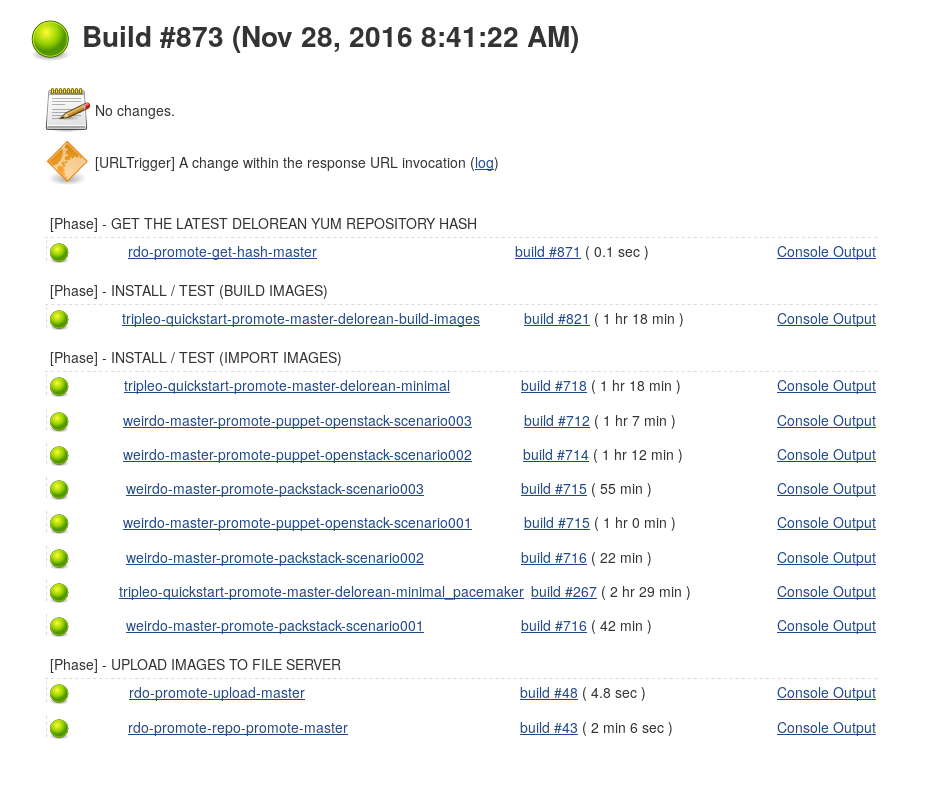 Build #873 (Nov 28, 2016 8:41:22 AM)
No changes.
[URLTrigger] A change within the response URL invocation (log)
[Phase] - GET THE LATEST DELOREAN YUM REPOSITORY HASH
rdo-promote-get-hash-master build #871 ( 0.1 sec ) Console Output
[Phase] - INSTALL / TEST (BUILD IMAGES)
tripleo-quickstart-promote-master-delorean-build-images build #821 ( 1 hr 18 min ) Console Output
[Phase] - INSTALL / TEST (IMPORT IMAGES)
tripleo-quickstart-promote-master-delorean-minimal build #718 ( 1 hr 18 min ) Console Output
weirdo-master-promote-puppet-openstack-scenario003 build #712 ( 1 hr 7 min ) Console Output
weirdo-master-promote-puppet-openstack-scenario002 build #714 ( 1 hr 12 min ) Console Output
weirdo-master-promote-packstack-scenario003 build #715 ( 55 min ) Console Output
weirdo-master-promote-puppet-openstack-scenario001 build #715 ( 1 hr 0 min ) Console Output
weirdo-master-promote-packstack-scenario002 build #716 ( 22 min ) Console Output
tripleo-quickstart-promote-master-delorean-minimal_pacemaker build #267 ( 2 hr 29 min ) Console Output
weirdo-master-promote-packstack-scenario001 build #716 ( 42 min ) Console Output
[Phase] - UPLOAD IMAGES TO FILE SERVER
rdo-promote-upload-master build #48 ( 4.8 sec ) Console Output
rdo-promote-repo-promote-master build #43 ( 2 min 6 sec ) Console Output